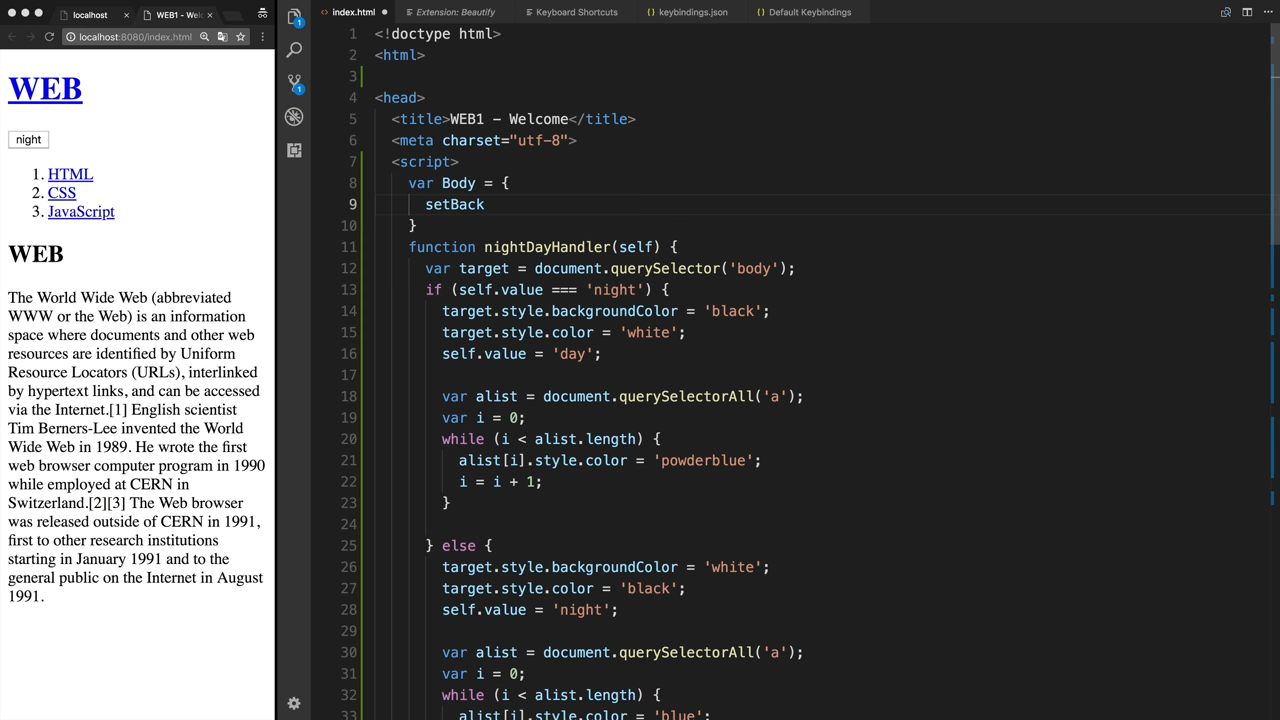 localhost
WEB1 - Welc
localhost:8080/index.html
WEB
night
1. HTML
2. CSS
3. JavaScript
WEB
The World Wide Web (abbreviated
WWW or the Web) is an information
space where documents and other web
resources are identified by Uniform
Resource Locators (URLs), interlinked
by hypertext links, and can be accessed
via the Internet.[1] English scientist
Tim Berners-Lee invented the World
Wide Web in 1989. He wrote the first
web browser computer program in 1990
while employed at CERN in
Switzerland.[2][3] The Web browser
was released outside of CERN in 1991,
first to other research institutions
starting in January 1991 and to the
general public on the Internet in August
1991.
1
1
index.html
Extension: Beautify
Keyboard Shortcuts
keybindings.json
Default Keybindings
1 <!doctype html>
2 <html>
3
4 <head>
5 <title>WEB1 - Welcome</title>
6 <meta charset="utf-8">
7 <script>
8 var Body = {
9 setBack
10 }
11 function nightDayHandler(self) {
12 var target = document.querySelector('body');
13 if (self.value === 'night') {
14 target.style.backgroundColor = 'black';
15 target.style.color = 'white';
16 self.value = 'day';
17
18 var alist = document.querySelectorAll('a');
19 var i = 0;
20 while (i < alist.length) {
21 alist[i].style.color = 'powderblue';
22 i = i + 1;
23 }
24
25 } else {
26 target.style.backgroundColor = 'white';
27 target.style.color = 'black';
28 self.value = 'night';
29
30 var alist = document.querySelectorAll('a');
31 var i = 0;
32 while (i < alist.length) {
33 alist[i].style.color = 'blue';